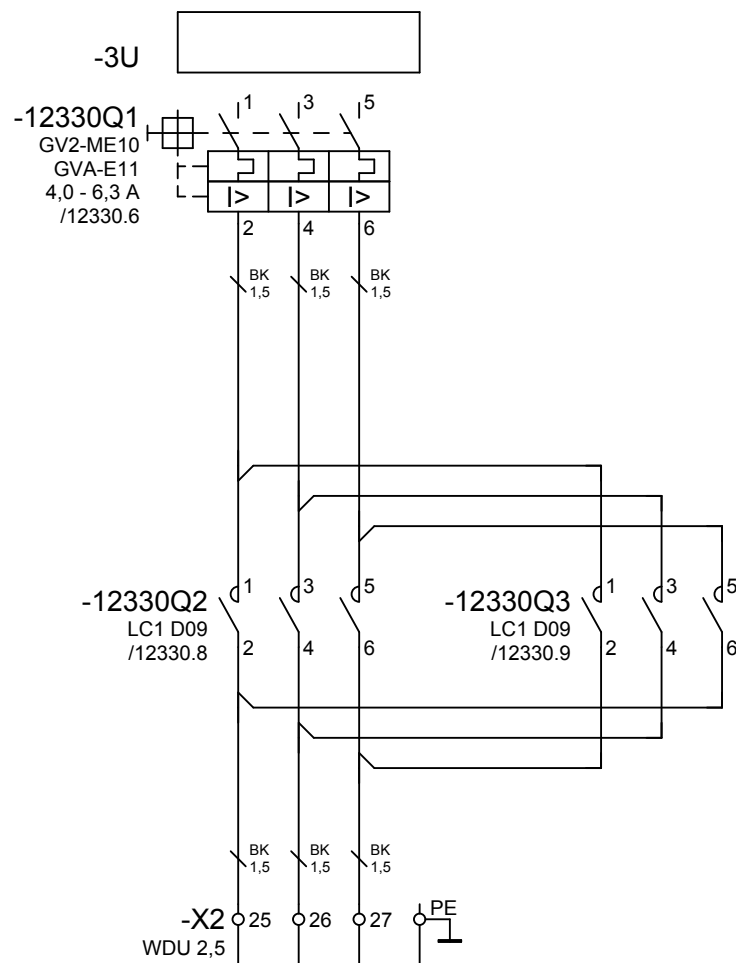 -3U
1 3 5
-12330Q1
GV2-ME10
GVA-E11
4,0 - 6,3 A
/12330.6
I> I> I>
2 4 6
BK BK BK
1,5 1,5 1,5
1 3 5 1 3 5
-12330Q2 -12330Q3
LC1 D09 LC1 D09
/12330.8 /12330.9
2 4 6 2 4 6
BK BK BK
1,5 1,5 1,5
-X2 25 26 27 PE
WDU 2,5